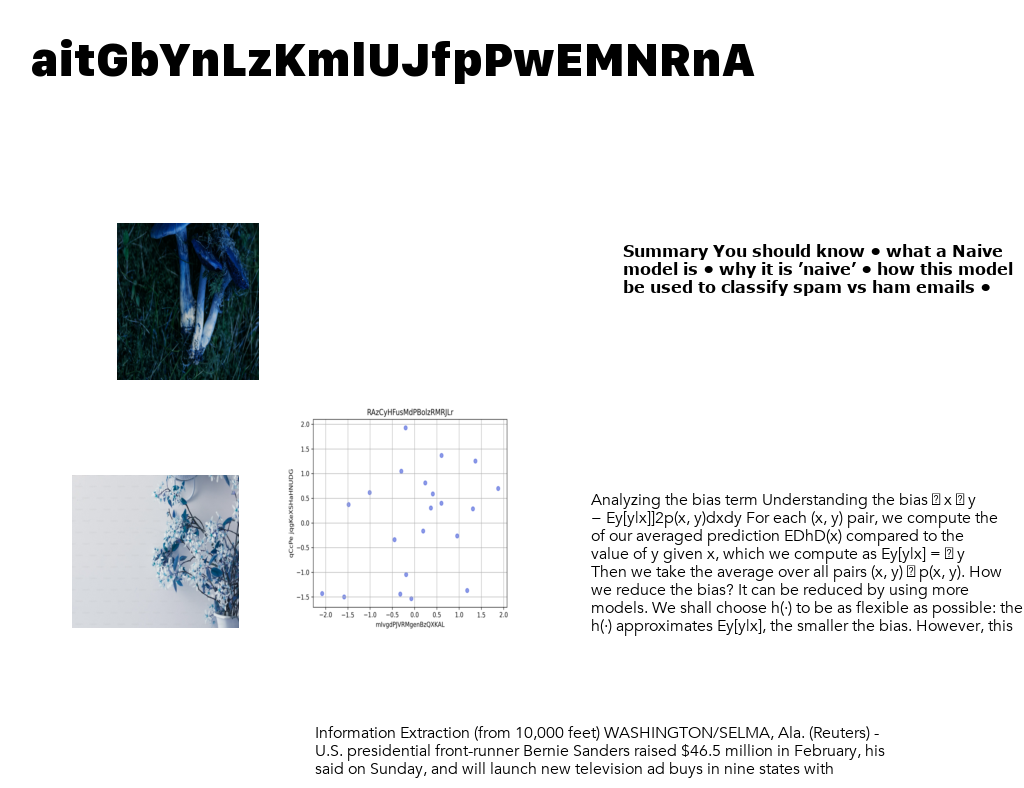 aitGbYnLzKmlUJfpPwEMNRnA
Summary You should know • what a Naive
model is • why it is ’naive’ • how this model
be used to classify spam vs ham emails •
RAzCyHFusMdPBolzRMRJLr
2.0
1.5
1.0
0.5
0.0
−0.5
−1.0
−1.5
−2.0 −1.5 −1.0 −0.5 0.0 0.5 1.0 1.5 2.0
mlvgdPJVRMgenBzQXKAL
Analyzing the bias term Understanding the bias x y
− Ey[y|x]]2p(x, y)dxdy For each (x, y) pair, we compute the
of our averaged prediction EDhD(x) compared to the
value of y given x, which we compute as Ey[y|x] = y
Then we take the average over all pairs (x, y) p(x, y). How
we reduce the bias? It can be reduced by using more
models. We shall choose h(·) to be as flexible as possible: the
h(·) approximates Ey[y|x], the smaller the bias. However, this
Information Extraction (from 10,000 feet) WASHINGTON/SELMA, Ala. (Reuters) -
U.S. presidential front-runner Bernie Sanders raised $46.5 million in February, his
said on Sunday, and will launch new television ad buys in nine states with